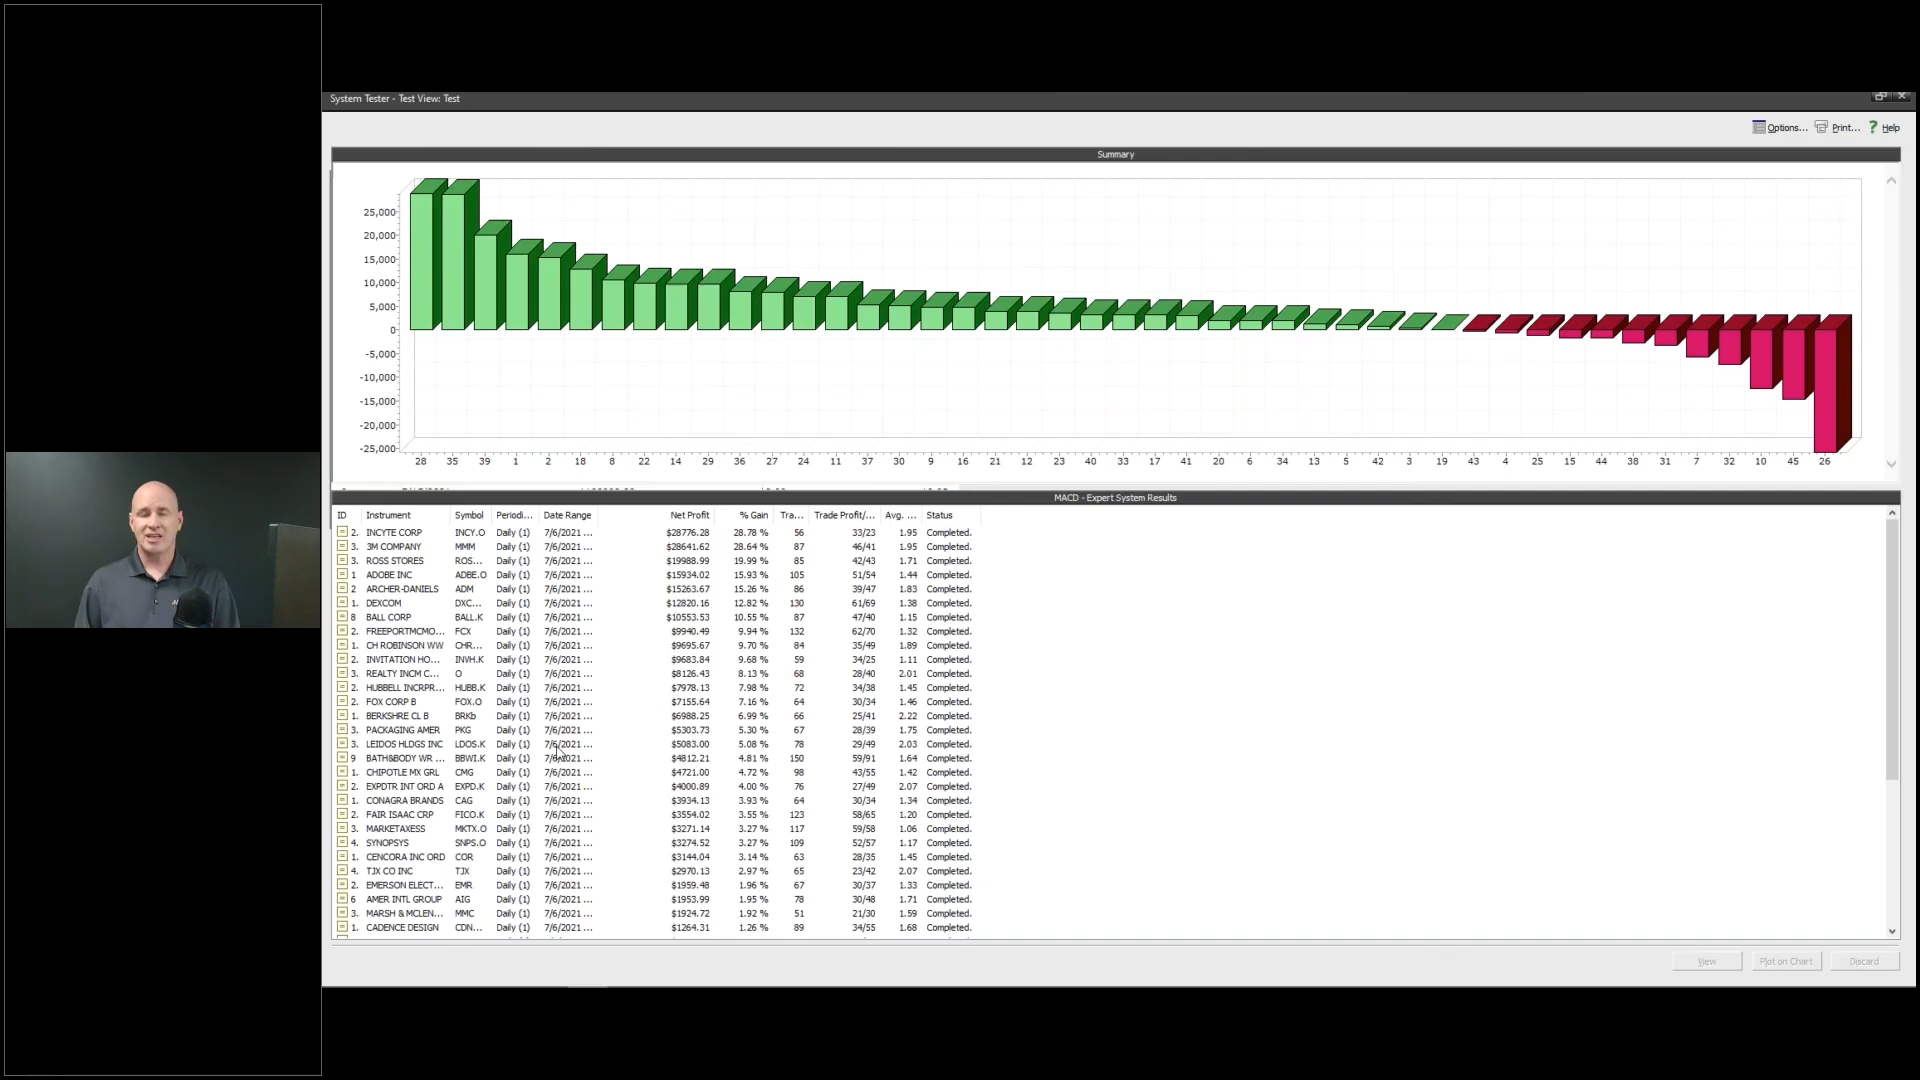 System Tester - Test View: Test
Options... Print... ? Help
Summary
25,000
20,000
15,000
10,000
5,000
0
-5,000
-10,000
-15,000
-20,000
-25,000
28 35 39 1 2 18 8 22 14 29 36 27 24 11 37 30 9 16 21 12 23 40 33 17 41 20 6 34 13 5 42 3 19 43 4 25 15 44 38 31 7 32 10 45 26
MACD - Expert System Results
ID Instrument Symbol Periodi... Date Range Net Profit % Gain Tra... Trade Profit/... Avg. ... Status
2. INCYTE CORP INCY.O Daily (1) 7/6/2021 ... $28776.28 28.78 % 56 33/23 1.95 Completed.
3. 3M COMPANY MMM Daily (1) 7/6/2021 ... $28641.62 28.64 % 87 46/41 1.95 Completed.
3. ROSS STORES ROS... Daily (1) 7/6/2021 ... $19988.99 19.99 % 85 42/43 1.71 Completed.
1 ADOBE INC ADBE.O Daily (1) 7/6/2021 ... $15934.02 15.93 % 105 51/54 1.44 Completed.
2 ARCHER-DANIELS ADM Daily (1) 7/6/2021 ... $15263.67 15.26 % 86 39/47 1.83 Completed.
1. DEXCOM DXC... Daily (1) 7/6/2021 ... $12820.16 12.82 % 130 61/69 1.38 Completed.
8 BALL CORP BALL.K Daily (1) 7/6/2021 ... $10553.53 10.55 % 87 47/40 1.15 Completed.
2. FREEPORTMCMO... FCX Daily (1) 7/6/2021 ... $9940.49 9.94 % 132 62/70 1.32 Completed.
1. CH ROBINSON WW CHR... Daily (1) 7/6/2021 ... $9695.67 9.70 % 84 35/49 1.89 Completed.
2. INVITATION HO... INVH.K Daily (1) 7/6/2021 ... $9683.84 9.68 % 59 34/25 1.11 Completed.
3. REALTY INCM C... O Daily (1) 7/6/2021 ... $8126.43 8.13 % 68 28/40 2.01 Completed.
2. HUBBELL INCRPR... HUBB.K Daily (1) 7/6/2021 ... $7978.13 7.98 % 72 34/38 1.45 Completed.
2. FOX CORP B FOX.O Daily (1) 7/6/2021 ... $7155.64 7.16 % 64 30/34 1.46 Completed.
1. BERKSHRE CL B BRKb Daily (1) 7/6/2021 ... $6988.25 6.99 % 66 25/41 2.22 Completed.
3. PACKAGING AMER PKG Daily (1) 7/6/2021 ... $5303.73 5.30 % 67 28/39 1.75 Completed.
3. LEIDOS HLDGS INC LDOS.K Daily (1) 7/6/2021 ... $5083.00 5.08 % 78 29/49 2.03 Completed.
9 BATH&BODY WR ... BBWI.K Daily (1) 7/6/2021 ... $4812.21 4.81 % 150 59/91 1.64 Completed.
1. CHIPOTLE MX GRL CMG Daily (1) 7/6/2021 ... $4721.00 4.72 % 98 43/55 1.42 Completed.
2. EXPDTR INT ORD A EXPD.K Daily (1) 7/6/2021 ... $4000.89 4.00 % 76 27/49 2.07 Completed.
1. CONAGRA BRANDS CAG Daily (1) 7/6/2021 ... $3934.13 3.93 % 64 30/34 1.34 Completed.
2. FAIR ISAAC CRP FICO.K Daily (1) 7/6/2021 ... $3554.02 3.55 % 123 58/65 1.20 Completed.
3. MARKETAXESS MKTX.O Daily (1) 7/6/2021 ... $3271.14 3.27 % 117 59/58 1.06 Completed.
4. SYNOPSYS SNPS.O Daily (1) 7/6/2021 ... $3274.52 3.27 % 109 52/57 1.17 Completed.
1. CENCORA INC ORD COR Daily (1) 7/6/2021 ... $3144.04 3.14 % 63 28/35 1.45 Completed.
4. TJX CO INC TJX Daily (1) 7/6/2021 ... $2970.13 2.97 % 65 23/42 2.07 Completed.
2. EMERSON ELECT... EMR Daily (1) 7/6/2021 ... $1959.48 1.96 % 67 30/37 1.33 Completed.
6 AMER INTL GROUP AIG Daily (1) 7/6/2021 ... $1953.99 1.95 % 78 30/48 1.71 Completed.
3. MARSH & MCLEN... MMC Daily (1) 7/6/2021 ... $1924.72 1.92 % 51 21/30 1.59 Completed.
1. CADENCE DESIGN CDN... Daily (1) 7/6/2021 ... $1264.31 1.26 % 89 34/55 1.68 Completed.
View Plot on Chart Discard